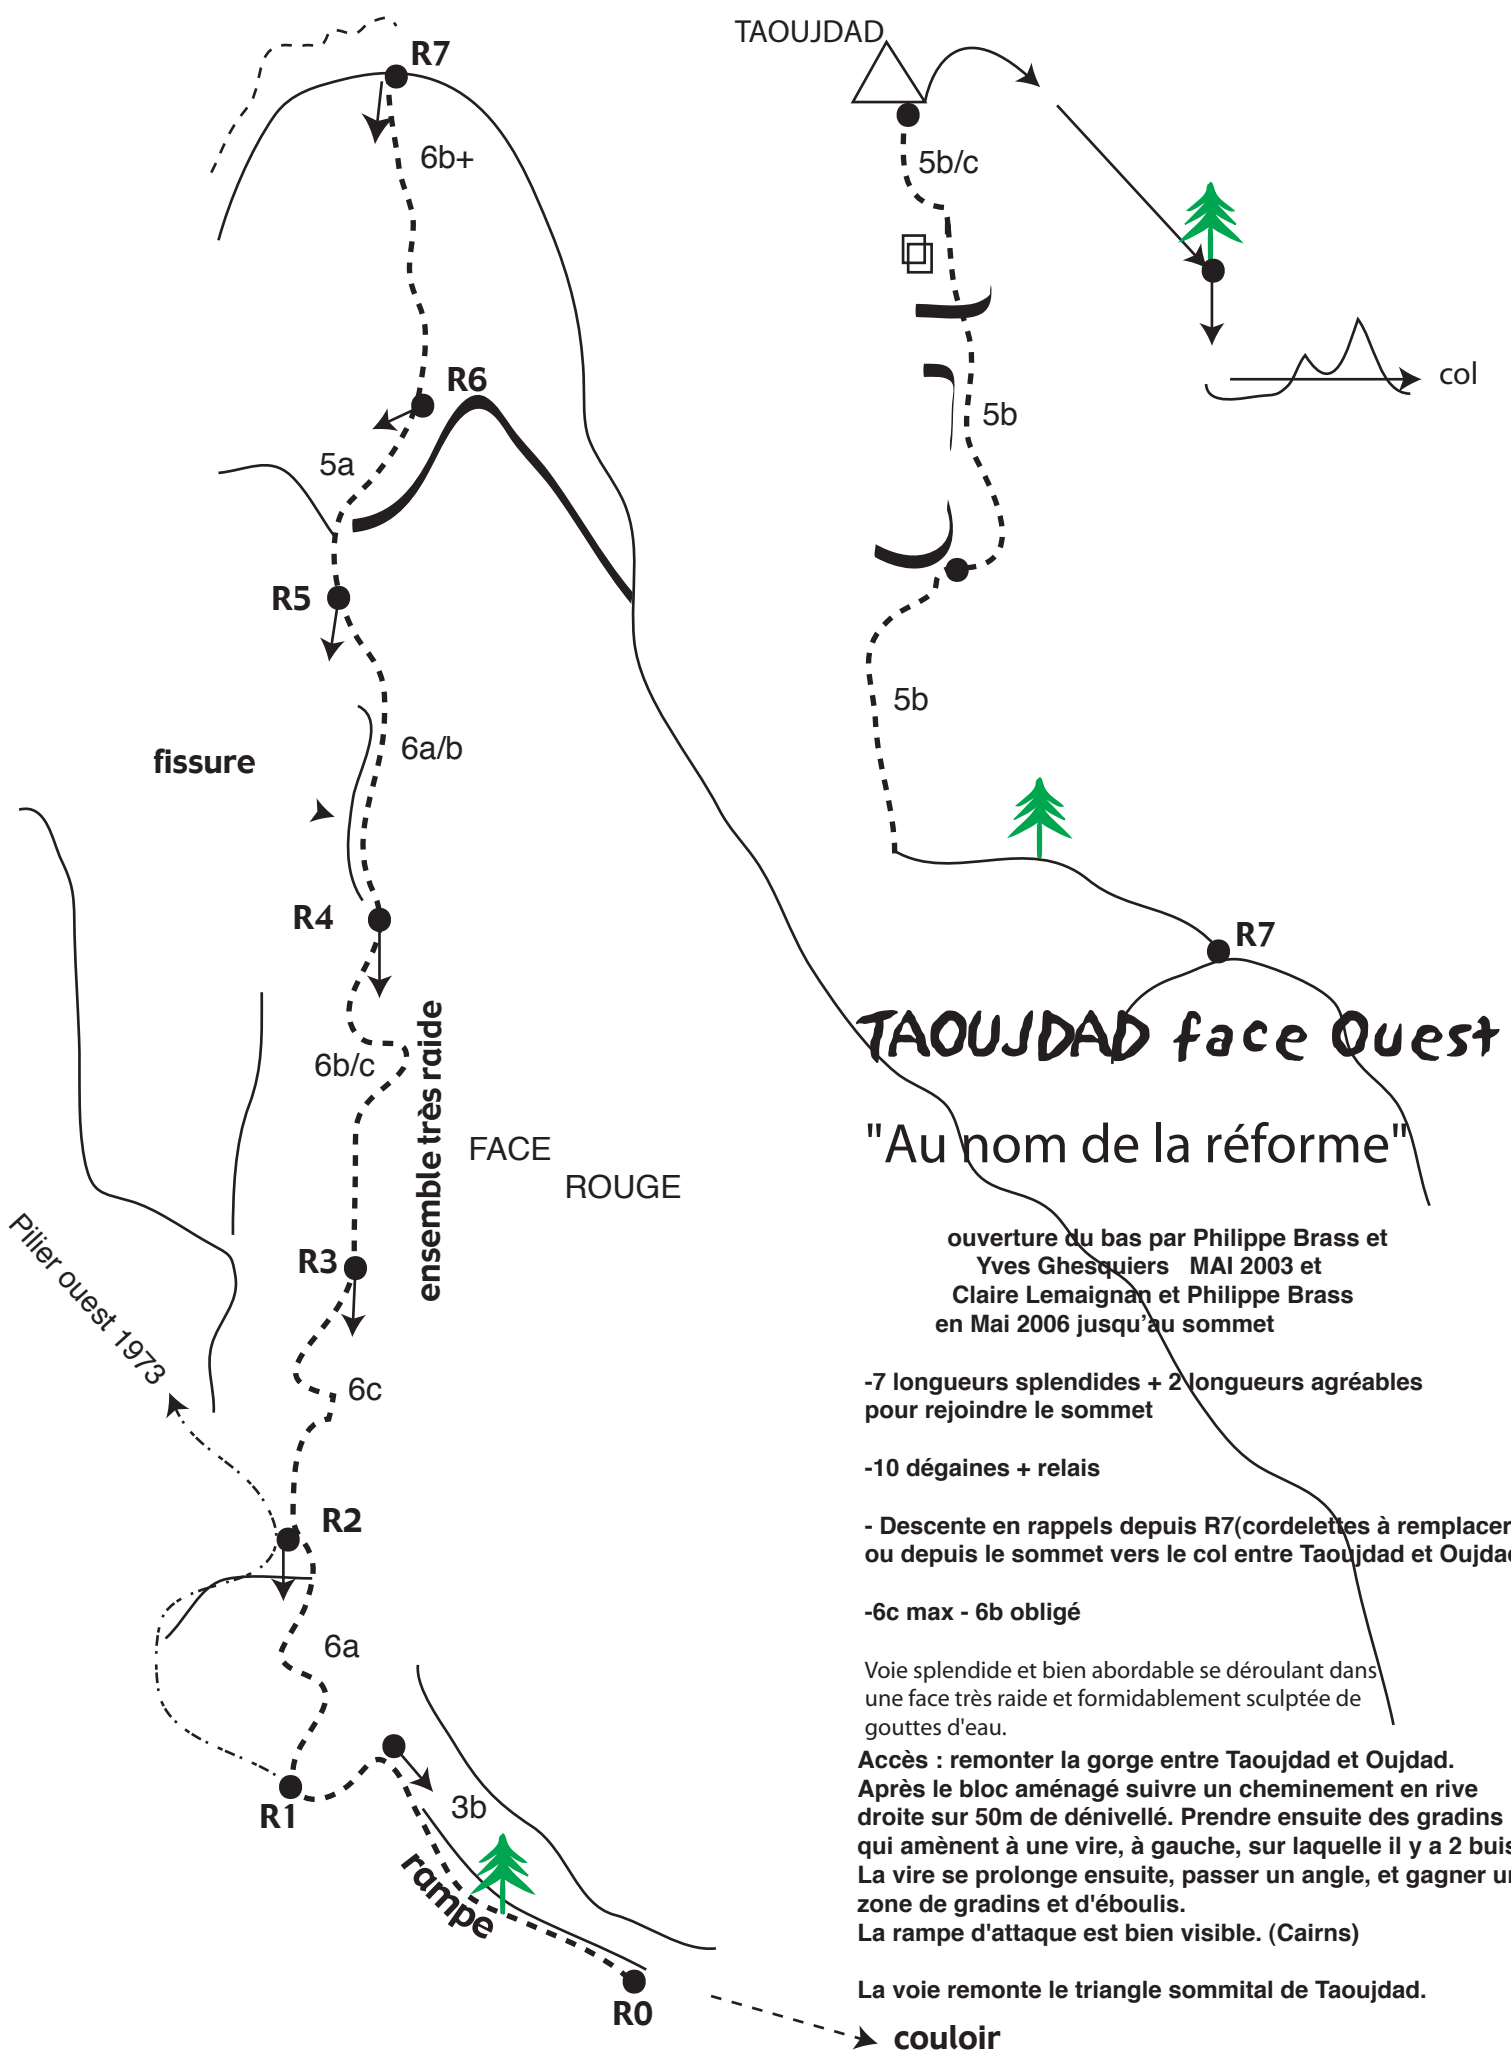 R7
6b+
R6
5a
R5
6a/b
fissure
R4
6b/c
ensemble très raide
FACE
ROUGE
R3
Pilier ouest 1973
6c
R2
6a
R1
3b
rampe
R0
couloir
TAOUJDAD
5b/c
5b
col
5b
R7
TAOUJDAD face Ouest
"Au nom de la réforme"
ouverture du bas par Philippe Brass et
Yves Ghesquiers MAI 2003 et
Claire Lemaignan et Philippe Brass
en Mai 2006 jusqu'au sommet
-7 longueurs splendides + 2 longueurs agréables
pour rejoindre le sommet
-10 dégaines + relais
- Descente en rappels depuis R7(cordelettes à remplacer
ou depuis le sommet vers le col entre Taoujdad et Oujda
-6c max - 6b obligé
Voie splendide et bien abordable se déroulant dans
une face très raide et formidablement sculptée de
gouttes d'eau.
Accès : remonter la gorge entre Taoujdad et Oujdad.
Après le bloc aménagé suivre un cheminement en rive
droite sur 50m de dénivellé. Prendre ensuite des gradins
qui amènent à une vire, à gauche, sur laquelle il y a 2 buis
La vire se prolonge ensuite, passer un angle, et gagner u
zone de gradins et d'éboulis.
La rampe d'attaque est bien visible. (Cairns)
La voie remonte le triangle sommital de Taoujdad.